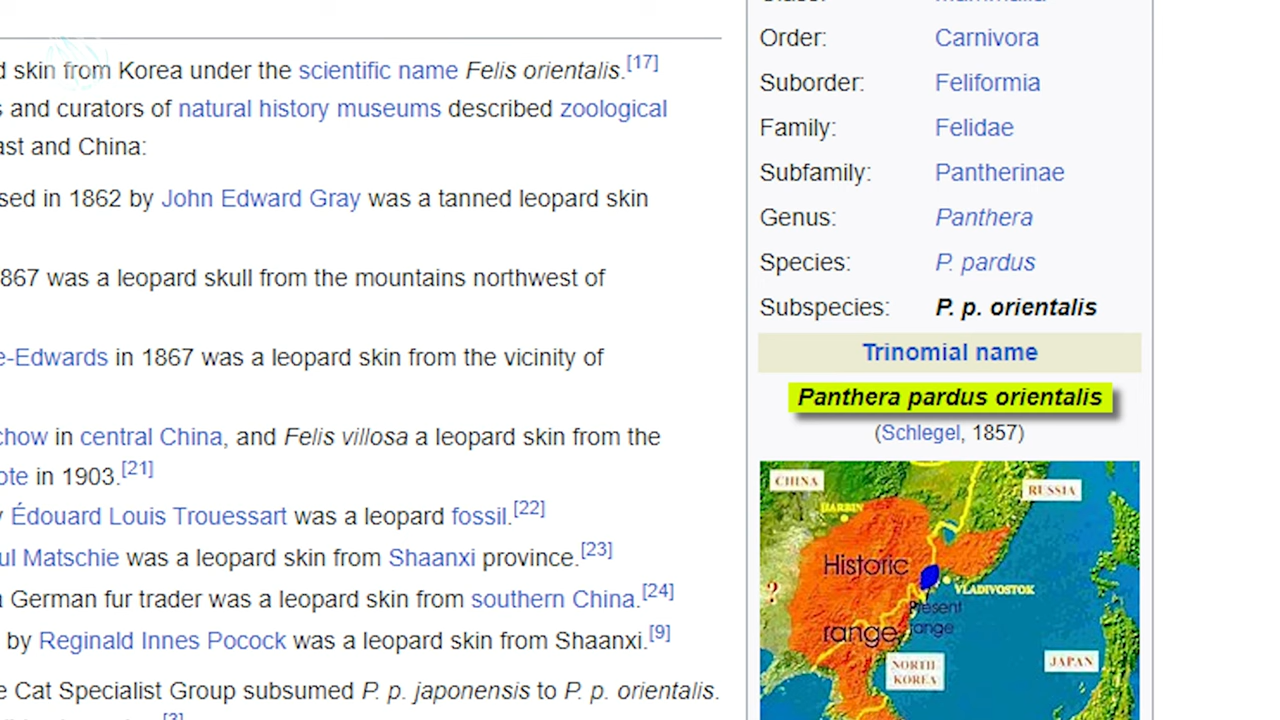 d skin from Korea under the scientific name Felis orientalis.[17]
s and curators of natural history museums described zoological
ast and China:
sed in 1862 by John Edward Gray was a tanned leopard skin
867 was a leopard skull from the mountains northwest of
e-Edwards in 1867 was a leopard skin from the vicinity of
chow in central China, and Felis villosa a leopard skin from the
ote in 1903.[21]
y Édouard Louis Trouessart was a leopard fossil.[22]
ul Matschie was a leopard skin from Shaanxi province.[23]
a German fur trader was a leopard skin from southern China.[24]
by Reginald Innes Pocock was a leopard skin from Shaanxi.[9]
e Cat Specialist Group subsumed P. p. japonensis to P. p. orientalis.
[3]
Class: Mammalia
Order: Carnivora
Suborder: Feliformia
Family: Felidae
Subfamily: Pantherinae
Genus: Panthera
Species: P. pardus
Subspecies: P. p. orientalis
Trinomial name
Panthera pardus orientalis
(Schlegel, 1857)
CHINA
RUSSIA
HARBIN
Historic
?
VLADIVOSTOK
Present
range
range
NORTH
KOREA
JAPAN